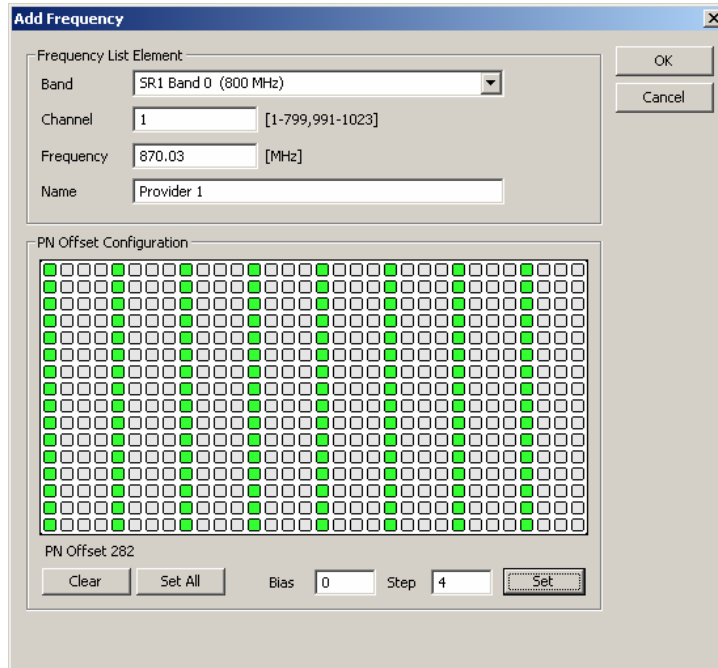 Add Frequency
Frequency List Element
Band SR1 Band 0 (800 MHz)
Channel 1 [1-799,991-1023]
Frequency 870.03 [MHz]
Name Provider 1
OK
Cancel
PN Offset Configuration
PN Offset 282
Clear Set All Bias 0 Step 4 Set